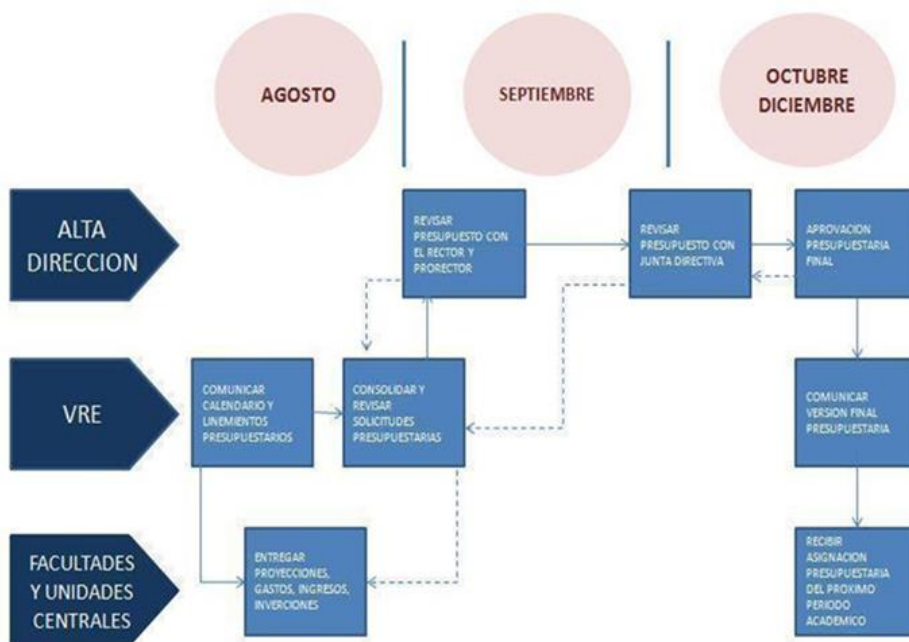 AGOSTO
SEPTIEMBRE
OCTUBRE
DICIEMBRE
ALTA
DIRECCION
REVISAR
PRESUPUESTO CON
EL RECTOR Y
PRORECTOR
REVISAR
PRESUPUESTO CON
JUNTA DIRECTIVA
APROVACION
PRESUPUESTARIA
FINAL
VRE
COMUNICAR
CALENDARIO Y
LINEMIENTOS
PRESUPUESTARIOS
CONSOLIDAR Y
REVISAR
SOLICITUDES
PRESUPUESTARIAS
COMUNICAR
VERSION FINAL
PRESUPUESTARIA
FACULTADES
Y UNIDADES
CENTRALES
ENTREGAR
PROYECCIONES,
GASTOS, INGRESOS,
INVERCIONES
RECIBIR
ASIGNACION
PRESUPUESTARIA
DEL PROXIMO
PERIODO
ACADEMICO